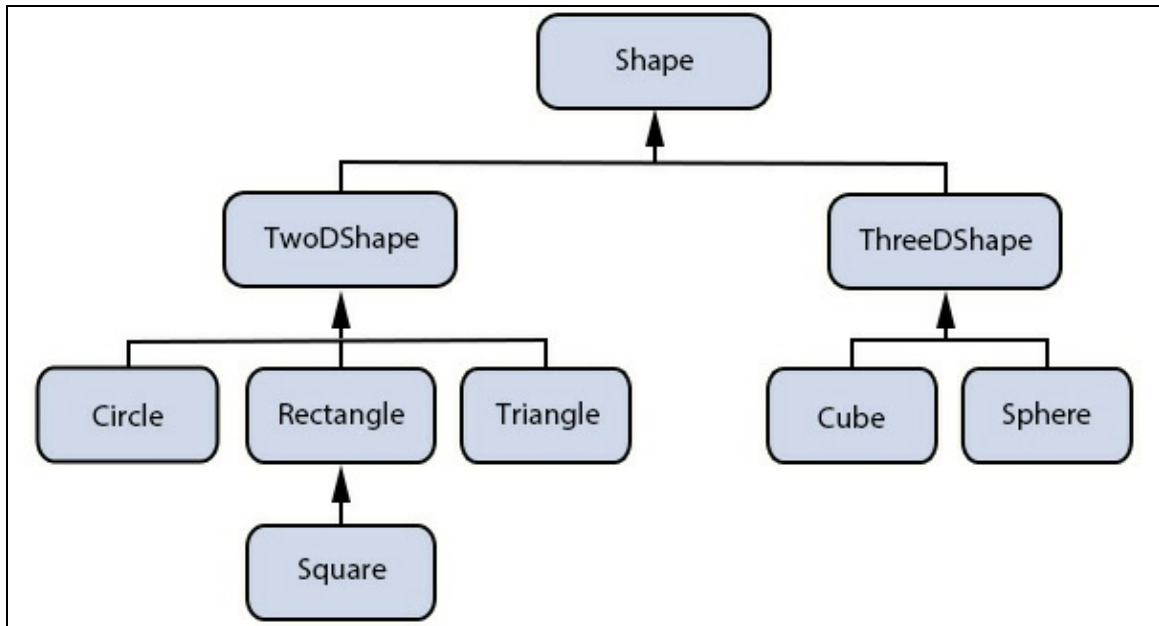 Shape
TwoDShape
ThreeDShape
Circle
Rectangle
Triangle
Cube
Sphere
Square